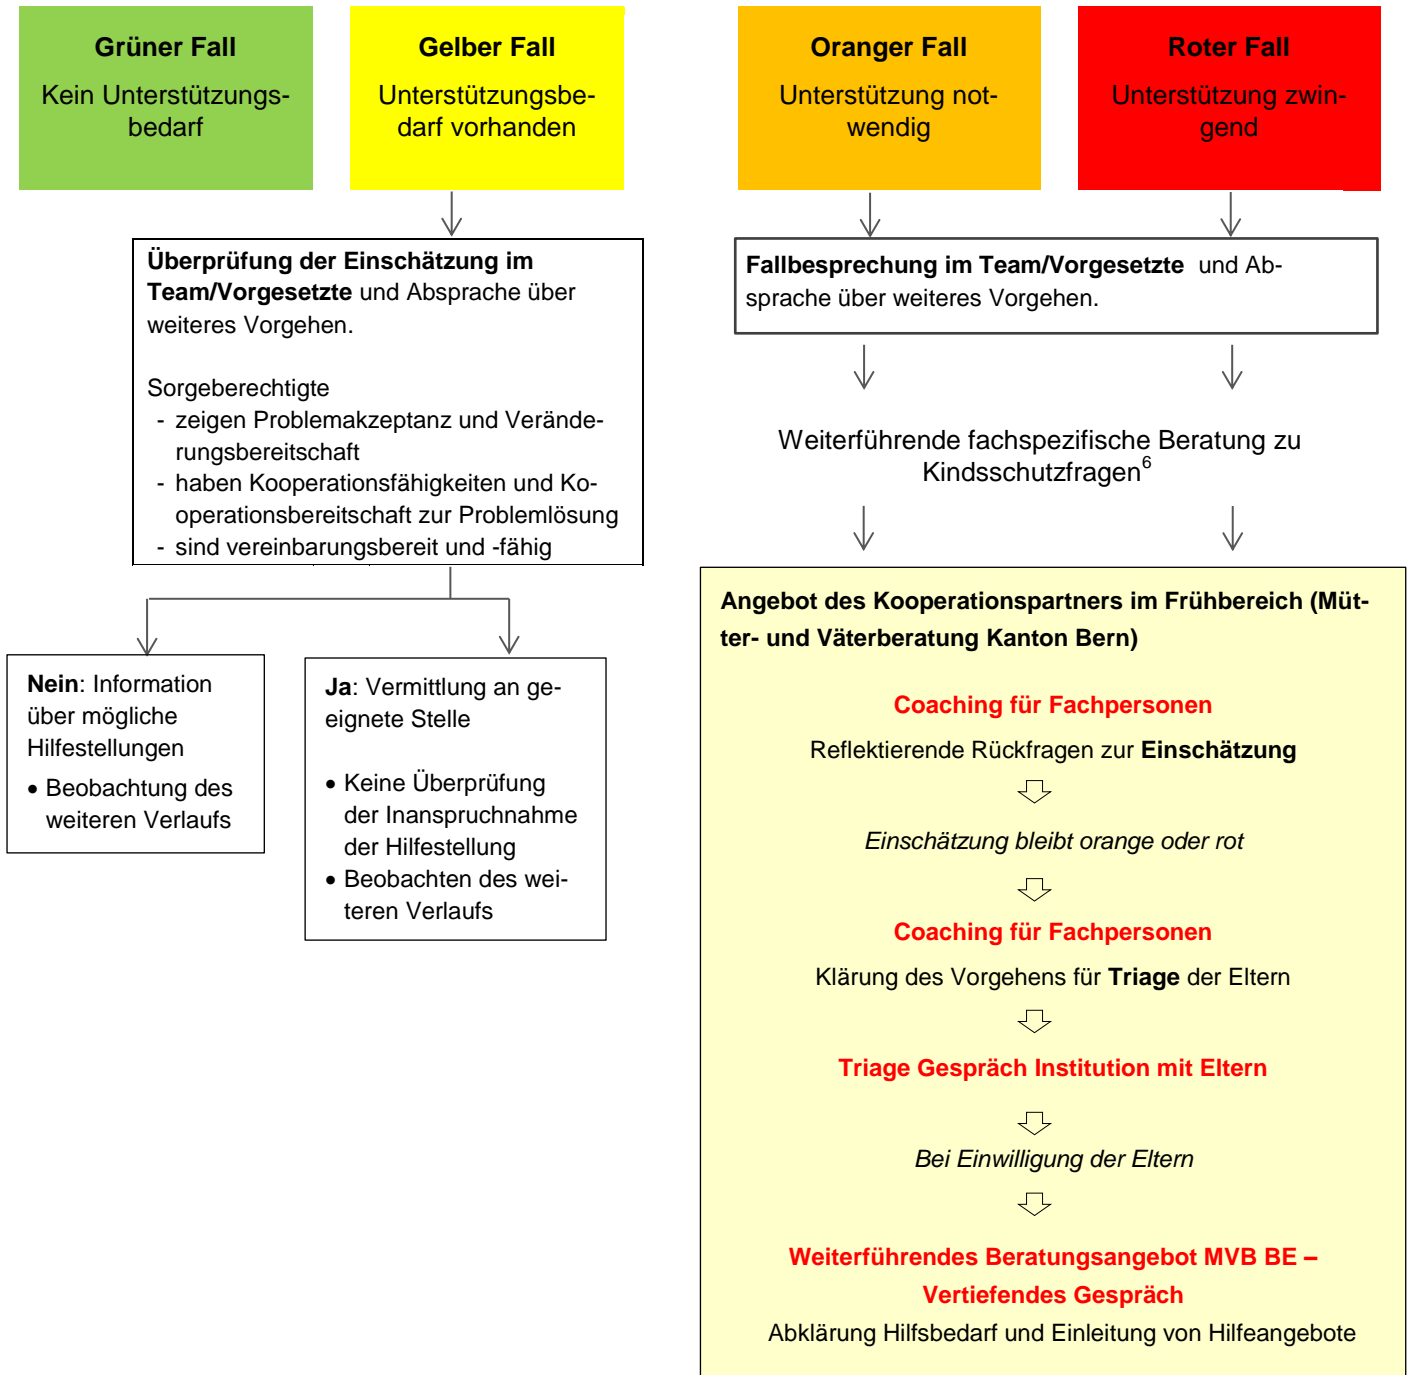 Grüner Fall
Kein Unterstützungs-
bedarf
Gelber Fall
Unterstützungsbe-
darf vorhanden
Oranger Fall
Unterstützung not-
wendig
Roter Fall
Unterstützung zwin-
gend
Überprüfung der Einschätzung im
Team/Vorgesetzte und Absprache über
weiteres Vorgehen.
Sorgeberechtigte
- zeigen Problemakzeptanz und Verände-
rungsbereitschaft
- haben Kooperationsfähigkeiten und Ko-
operationsbereitschaft zur Problemlösung
- sind vereinbarungsbereit und -fähig
Nein: Information
über mögliche
Hilfestellungen
• Beobachtung des
weiteren Verlaufs
Ja: Vermittlung an ge-
eignete Stelle
• Keine Überprüfung
der Inanspruchnahme
der Hilfestellung
• Beobachten des wei-
teren Verlaufs
Fallbesprechung im Team/Vorgesetzte und Ab-
sprache über weiteres Vorgehen.
Weiterführende fachspezifische Beratung zu
Kindsschutzfragen⁶
Angebot des Kooperationspartners im Frühbereich (Müt-
ter- und Väterberatung Kanton Bern)
Coaching für Fachpersonen
Reflektierende Rückfragen zur Einschätzung
Einschätzung bleibt orange oder rot
Coaching für Fachpersonen
Klärung des Vorgehens für Triage der Eltern
Triage Gespräch Institution mit Eltern
Bei Einwilligung der Eltern
Weiterführendes Beratungsangebot MVB BE –
Vertiefendes Gespräch
Abklärung Hilfsbedarf und Einleitung von Hilfeangebote